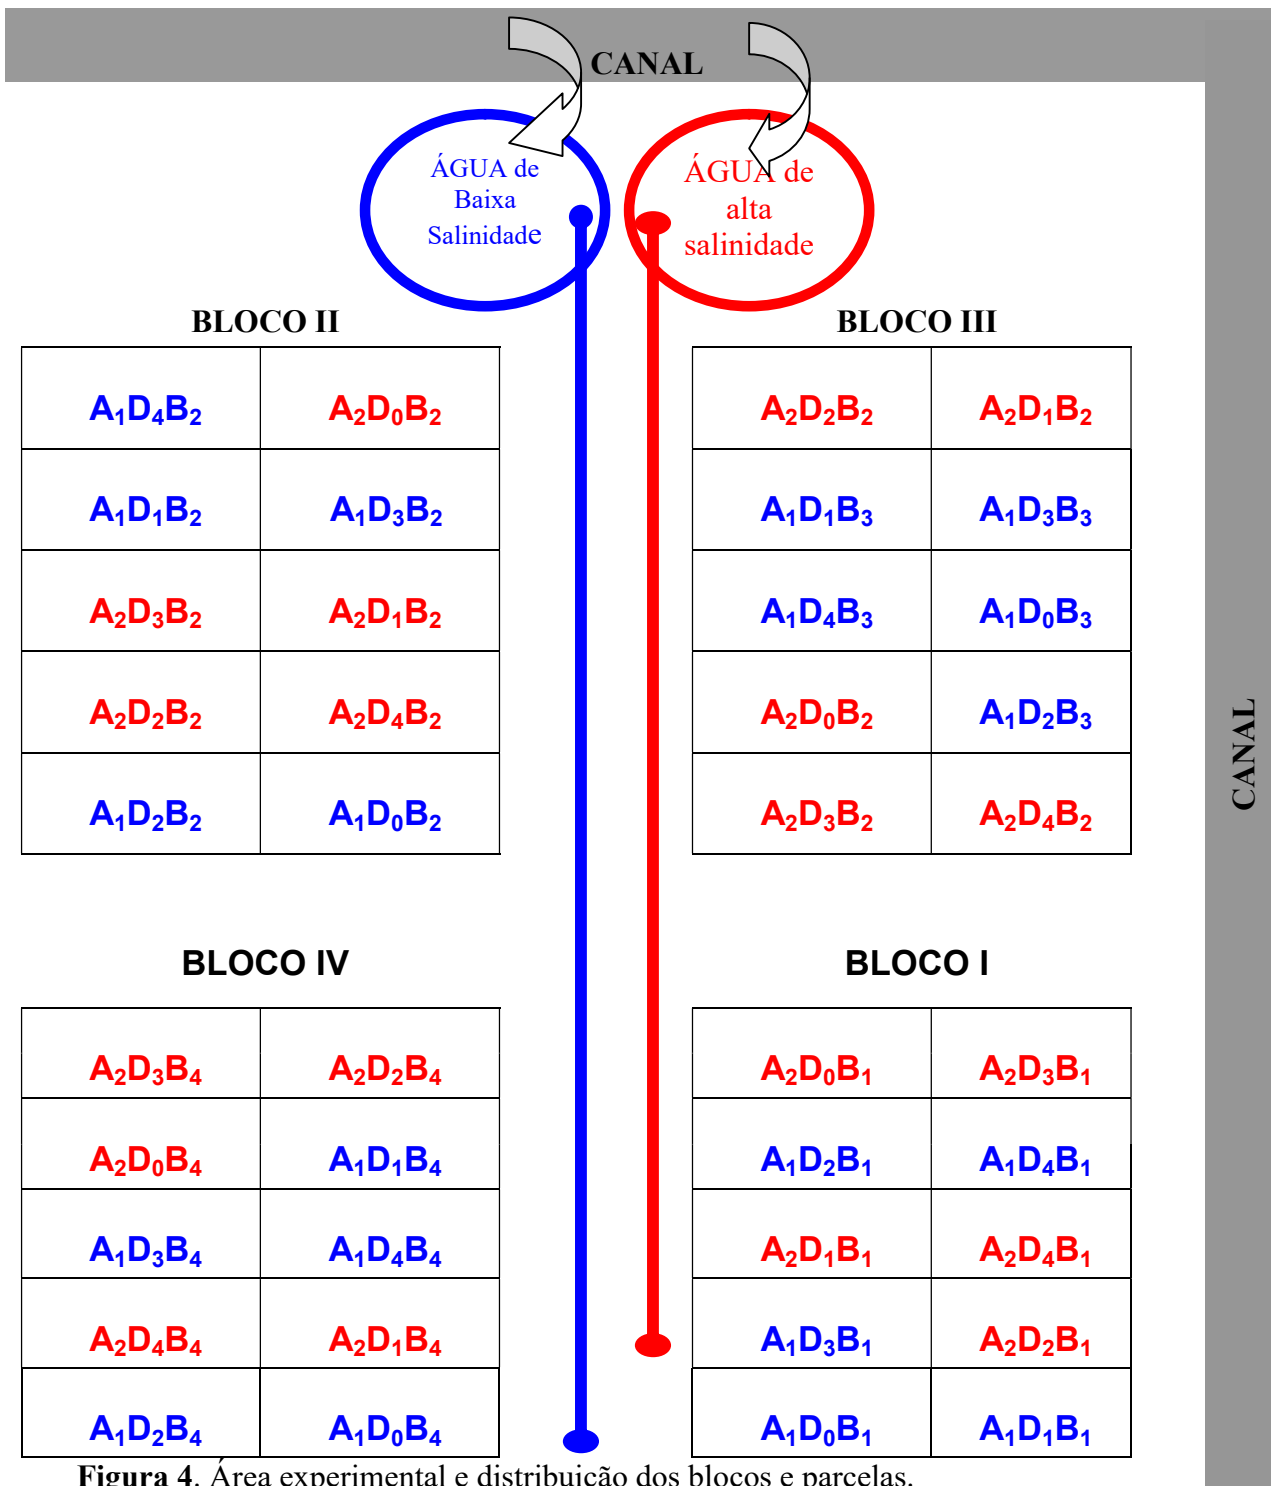 CANAL
ÁGUA de
Baixa
Salinidade
ÁGUA de
alta
salinidade
BLOCO II
A₁D₄B₂ A₂D₀B₂
A₁D₁B₂ A₁D₃B₂
A₂D₃B₂ A₂D₁B₂
A₂D₂B₂ A₂D₄B₂
A₁D₂B₂ A₁D₀B₂
BLOCO III
A₂D₂B₂ A₂D₁B₂
A₁D₁B₃ A₁D₃B₃
A₁D₄B₃ A₁D₀B₃
A₂D₀B₂ A₁D₂B₃
A₂D₃B₂ A₂D₄B₂
CANAL
BLOCO IV
A₂D₃B₄ A₂D₂B₄
A₂D₀B₄ A₁D₁B₄
A₁D₃B₄ A₁D₄B₄
A₂D₄B₄ A₂D₁B₄
A₁D₂B₄ A₁D₀B₄
BLOCO I
A₂D₀B₁ A₂D₃B₁
A₁D₂B₁ A₁D₄B₁
A₂D₁B₁ A₂D₄B₁
A₁D₃B₁ A₂D₂B₁
A₁D₀B₁ A₁D₁B₁
Figura 4. Área experimental e distribuição dos blocos e parcelas.